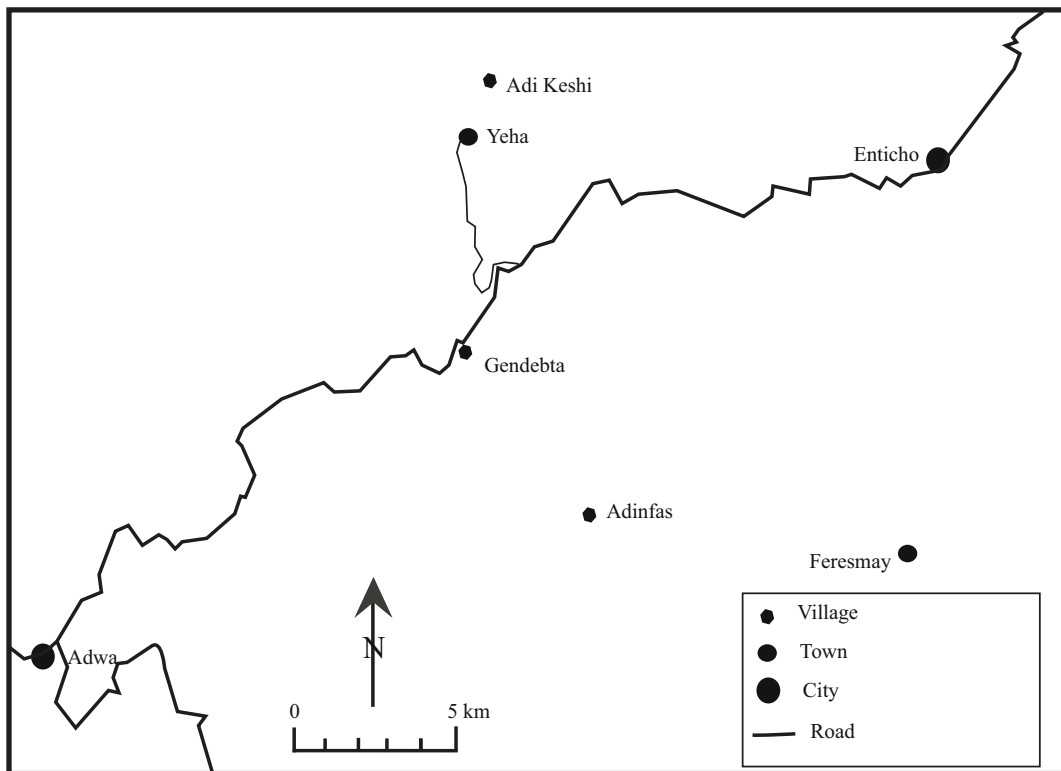 Adi Keshi
Yeha
Enticho
Gendebta
Adinfas
Feresmay
Adwa
N
0 5 km
Village
Town
City
Road